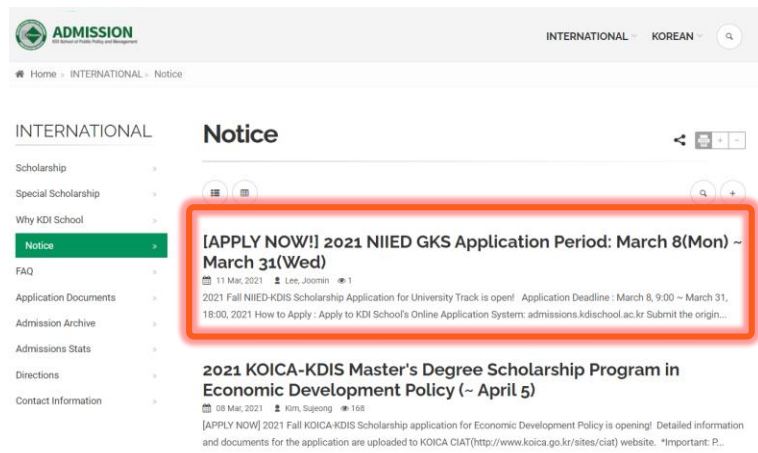 ADMISSION
KDI School of Public Policy and Management
INTERNATIONAL
KOREAN
Home » INTERNATIONAL » Notice
INTERNATIONAL
Scholarship »
Special Scholarship »
Why KDI School »
Notice »
FAQ »
Application Documents »
Admission Archive »
Admissions Stats »
Directions »
Contact Information »
Notice
[APPLY NOW!] 2021 NIIED GKS Application Period: March 8(Mon) ~
March 31(Wed)
11 Mar, 2021 Lee, Joomin 1
2021 Fall NIIED-KDIS Scholarship Application for University Track is open! Application Deadline : March 8, 9:00 ~ March 31,
18:00, 2021 How to Apply : Apply to KDI School's Online Application System: admissions.kdischool.ac.kr Submit the origin...
2021 KOICA-KDIS Master's Degree Scholarship Program in
Economic Development Policy (~ April 5)
08 Mar, 2021 Kim, Sujeong 168
[APPLY NOW] 2021 Fall KOICA-KDIS Scholarship application for Economic Development Policy is opening! Detailed information
and documents for the application are uploaded to KOICA CIAT(http://www.koica.go.kr/sites/ciat) website. *Important: P...